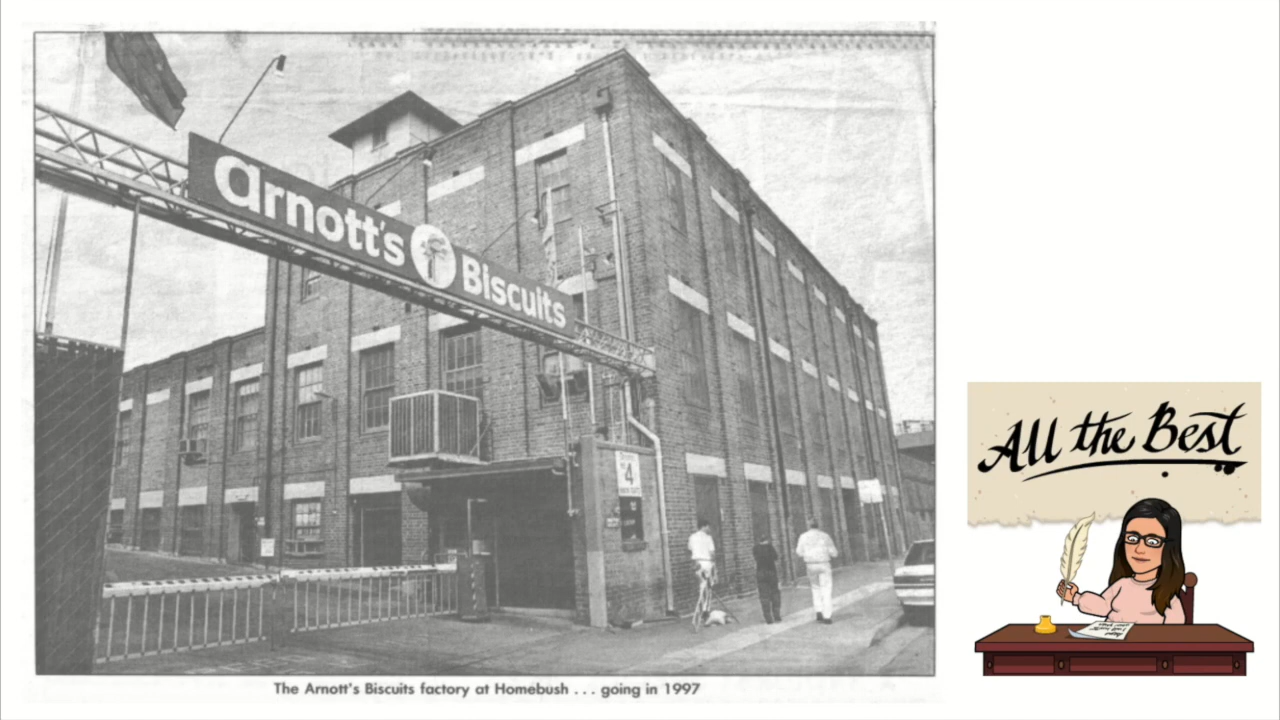 arnott's Biscuits
4
The Arnott's Biscuits factory at Homebush . . . going in 1997
All the Best